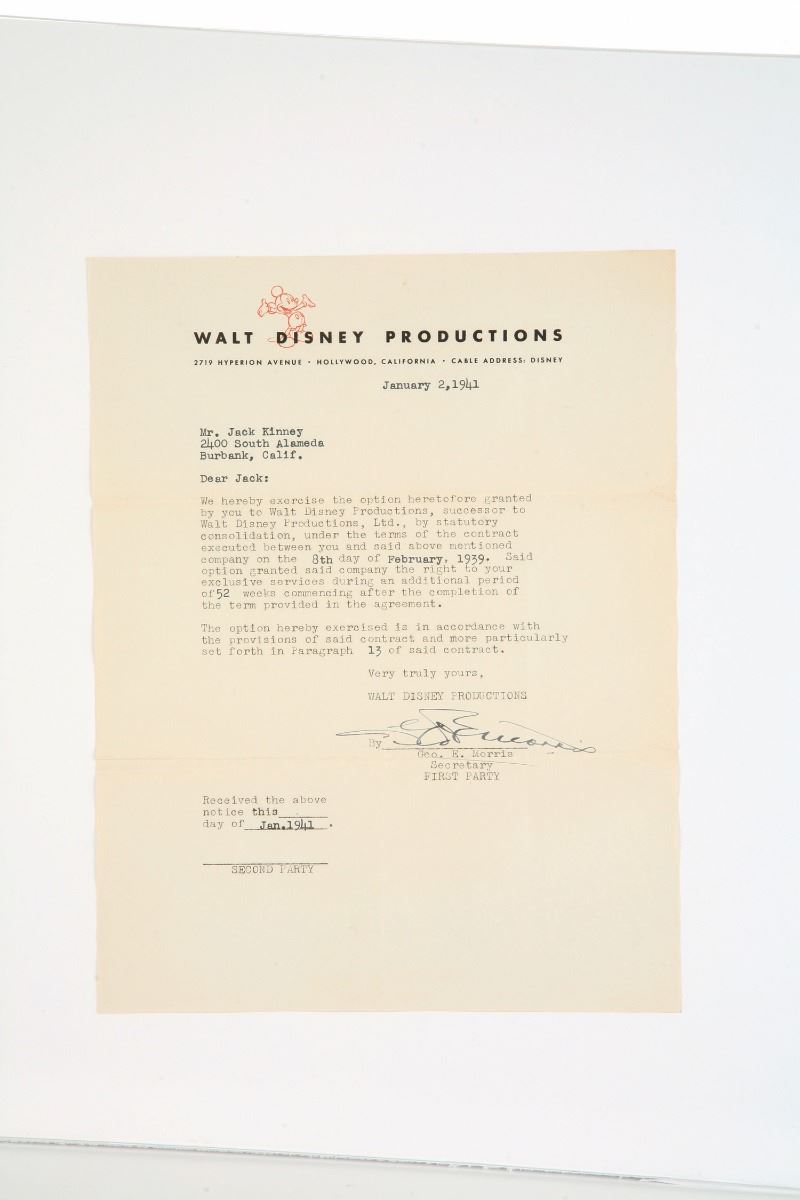 WALT DISNEY PRODUCTIONS
2719 HYPERION AVENUE · HOLLYWOOD, CALIFORNIA · CABLE ADDRESS: DISNEY
January 2,1941
Mr. Jack Kinney
2400 South Alameda
Burbank, Calif.
Dear Jack:
We hereby exercise the option heretofore granted
by you to Walt Disney Productions, successor to
Walt Disney Productions, Ltd., by statutory
consolidation, under the terms of the contract
executed between you and said above mentioned
company on the 8th day of February, 1939. Said
option granted said company the right to your
exclusive services during an additional period
of 52 weeks commencing after the completion of
the term provided in the agreement.
The option hereby exercised is in accordance with
the provisions of said contract and more particularly
set forth in Paragraph 13 of said contract.
Very truly yours,
WALT DISNEY PRODUCTIONS
By Geo E Morris
Geo. E. Morris
Secretary
FIRST PARTY
Received the above
notice this
day of Jan.1941 .
SECOND PARTY